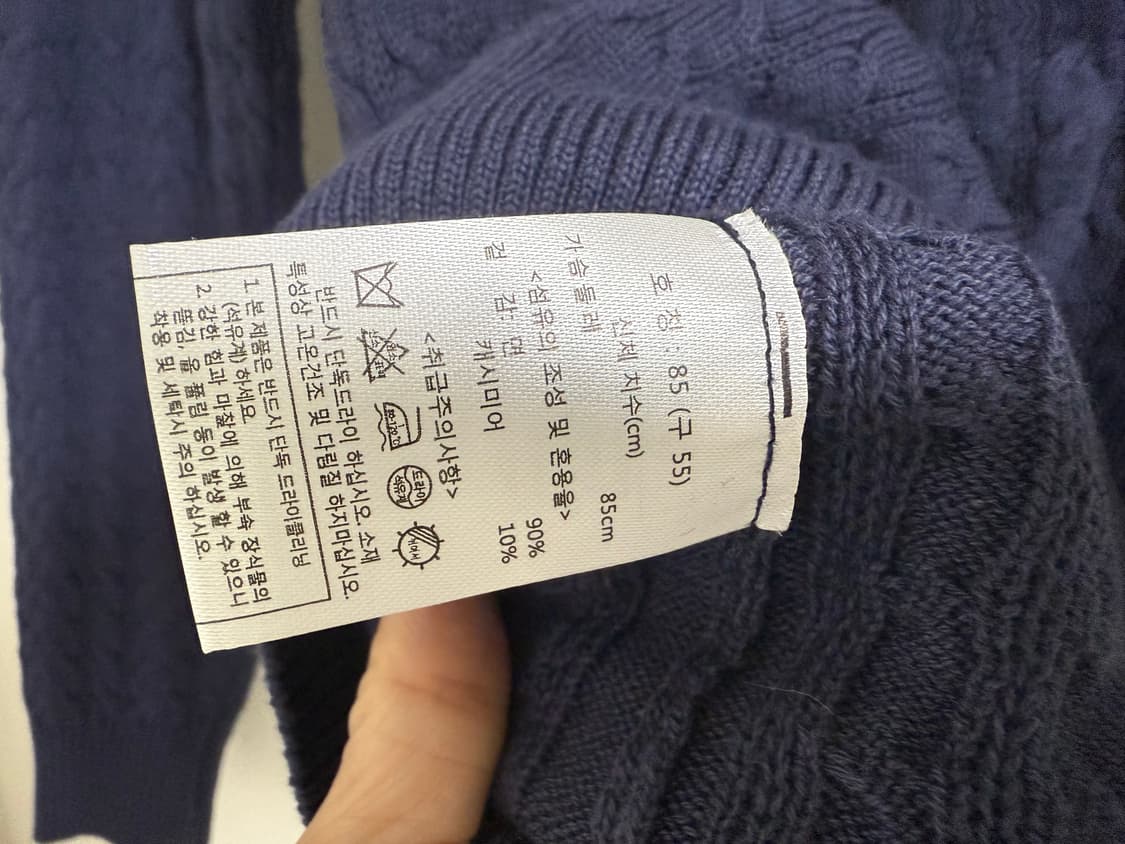 호 칭 : 85 (구 55)
신체 치수(cm)
가슴둘레 85cm
<섬유의 조성 및 혼용율>
겉 감 면 90%
캐시미어 10%
<취급주의사항>
드라이
석유계
반드시 단독드라이 하십시오. 소재
특성상 고온건조 및 다림질 하지마십시오.
1. 본 제품은 반드시 단독 드라이클리닝
(석유계)하세요.
2. 강한 힘과 마찰에 의해 부속 장식물의
뜯김, 올 풀림 등이 발생 할 수 있으니
착용 및 세탁시 주의 하십시오.